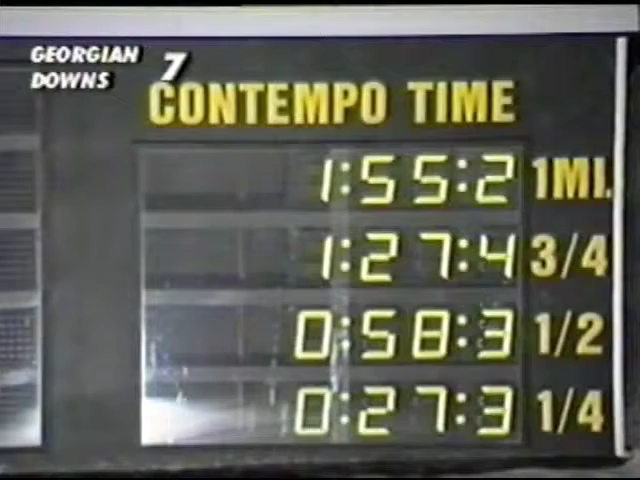 GEORGIAN
DOWNS
7
CONTEMPO TIME
1:55:2 1MI.
1:27:4 3/4
0:58:3 1/2
0:27:3 1/4